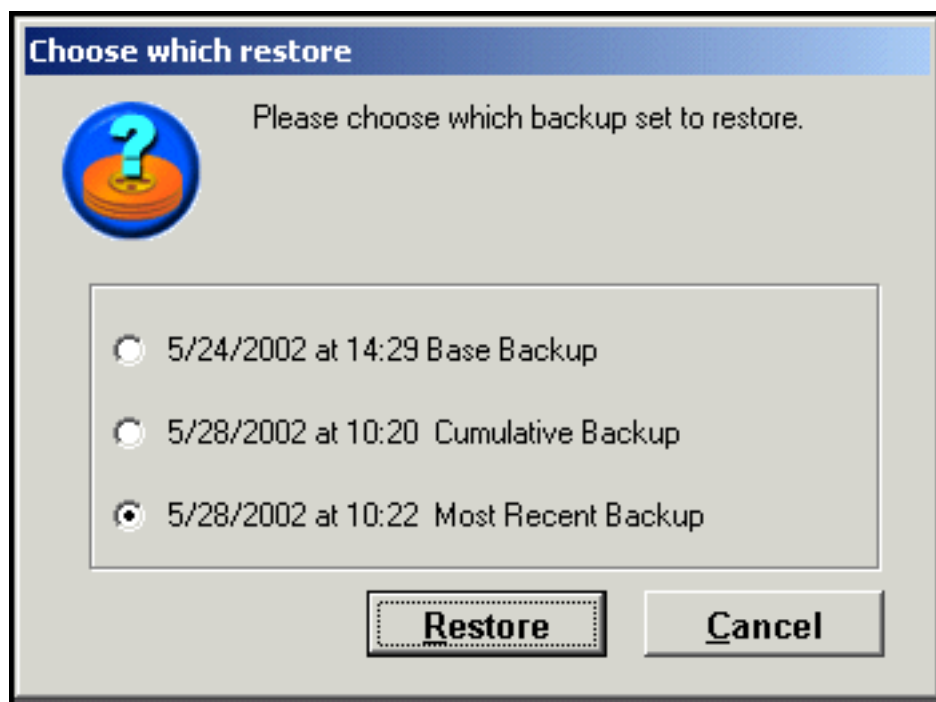 Choose which restore
Please choose which backup set to restore.
5/24/2002 at 14:29 Base Backup
5/28/2002 at 10:20  Cumulative Backup
5/28/2002 at 10:22  Most Recent Backup
Restore
Cancel